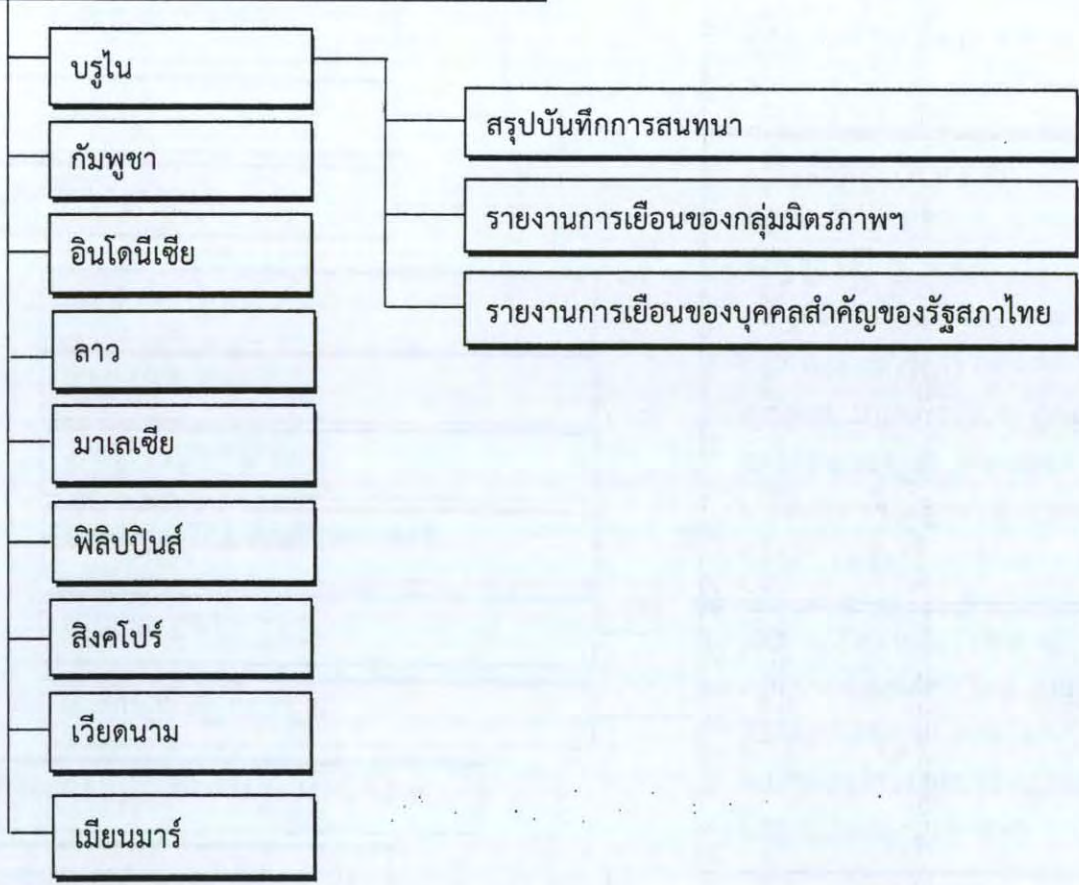 บรูไน
สรุปบันทึกการสนทนา
กัมพูชา
รายงานการเยือนของกลุ่มมิตรภาพฯ
อินโดนีเซีย
รายงานการเยือนของบุคคลสำคัญของรัฐสภาไทย
ลาว
มาเลเซีย
ฟิลิปปินส์
สิงคโปร์
เวียดนาม
เมียนมาร์